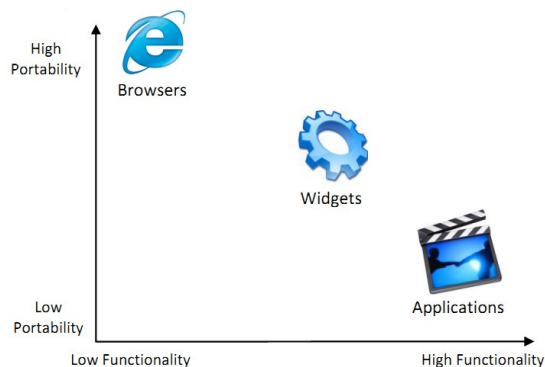 High
Portability
Browsers
Widgets
Applications
Low
Portability
Low Functionality
High Functionality